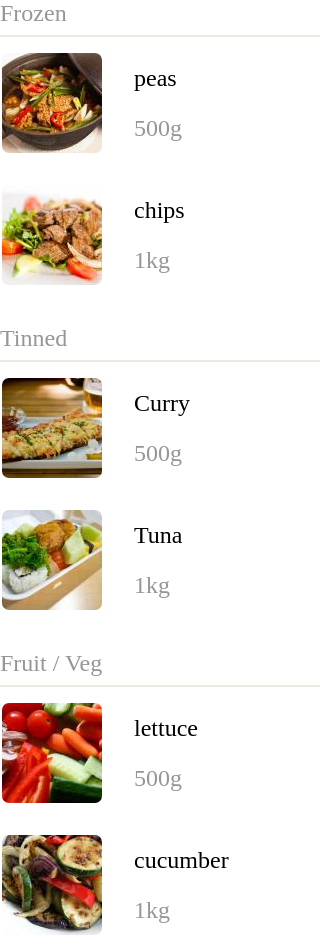 Frozen
peas
500g
chips
1kg
Tinned
Curry
500g
Tuna
1kg
Fruit / Veg
lettuce
500g
cucumber
1kg